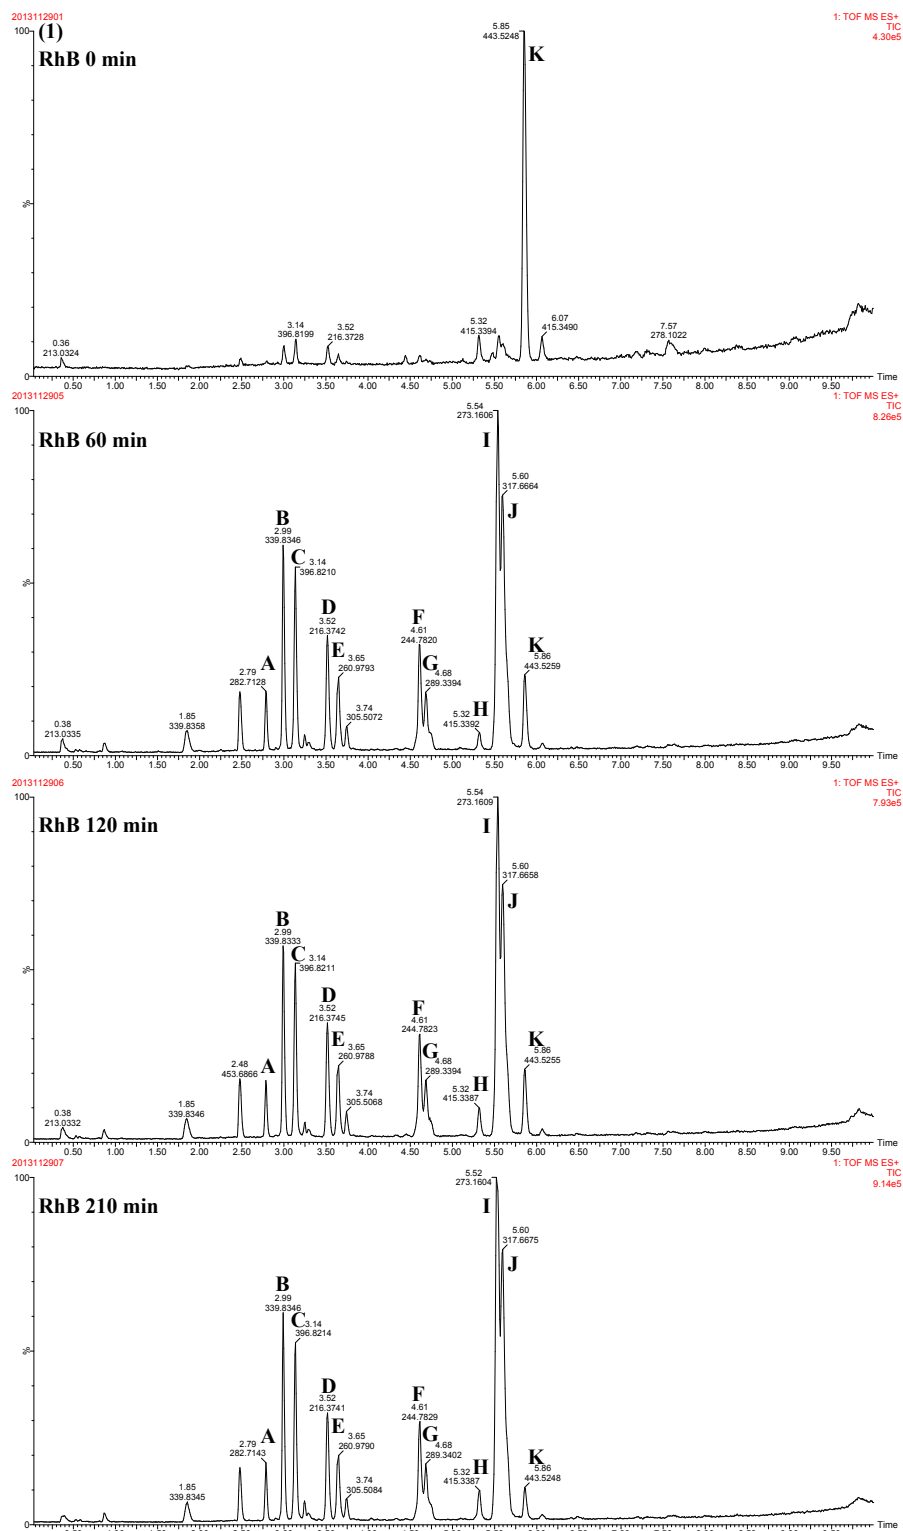 2013112901
1: TOF MS ES+
TIC
4.30e5
(1)
RhB 0 min
100
%
0
5.85
443.5248
K
0.36
213.0324
3.14
396.8199
3.52
216.3728
5.32
415.3394
6.07
415.3490
7.57
278.1022
0.50 1.00 1.50 2.00 2.50 3.00 3.50 4.00 4.50 5.00 5.50 6.00 6.50 7.00 7.50 8.00 8.50 9.00 9.50
Time
2013112905
1: TOF MS ES+
TIC
8.26e5
RhB 60 min
100
%
0
5.54
273.1606
I
5.60
317.6664
J
B
2.99
339.8346
C
3.14
396.8210
D
3.52
216.3742
E
3.65
260.9793
3.74
305.5072
F
4.61
244.7820
G
4.68
289.3394
H
5.32
415.3392
K
5.86
443.5259
A
2.79
282.7128
1.85
339.8358
0.38
213.0335
0.50 1.00 1.50 2.00 2.50 3.00 3.50 4.00 4.50 5.00 5.50 6.00 6.50 7.00 7.50 8.00 8.50 9.00 9.50
Time
2013112906
1: TOF MS ES+
TIC
7.93e5
RhB 120 min
100
%
0
5.54
273.1609
I
5.60
317.6658
J
B
2.99
339.8333
C
3.14
396.8211
D
3.52
216.3745
E
3.65
260.9788
3.74
305.5068
F
4.61
244.7823
G
4.68
289.3394
H
5.32
415.3387
K
5.86
443.5255
2.48
453.6866
A
1.85
339.8346
0.38
213.0332
0.50 1.00 1.50 2.00 2.50 3.00 3.50 4.00 4.50 5.00 5.50 6.00 6.50 7.00 7.50 8.00 8.50 9.00 9.50
Time
2013112907
1: TOF MS ES+
TIC
9.14e5
RhB 210 min
100
%
0
5.52
273.1604
I
5.60
317.6675
J
B
2.99
339.8346
C
3.14
396.8214
D
3.52
216.3741
E
3.65
260.9790
3.74
305.5084
F
4.61
244.7829
G
4.68
289.3402
H
5.32
415.3387
K
5.86
443.5248
A
2.79
282.7143
1.85
339.8345